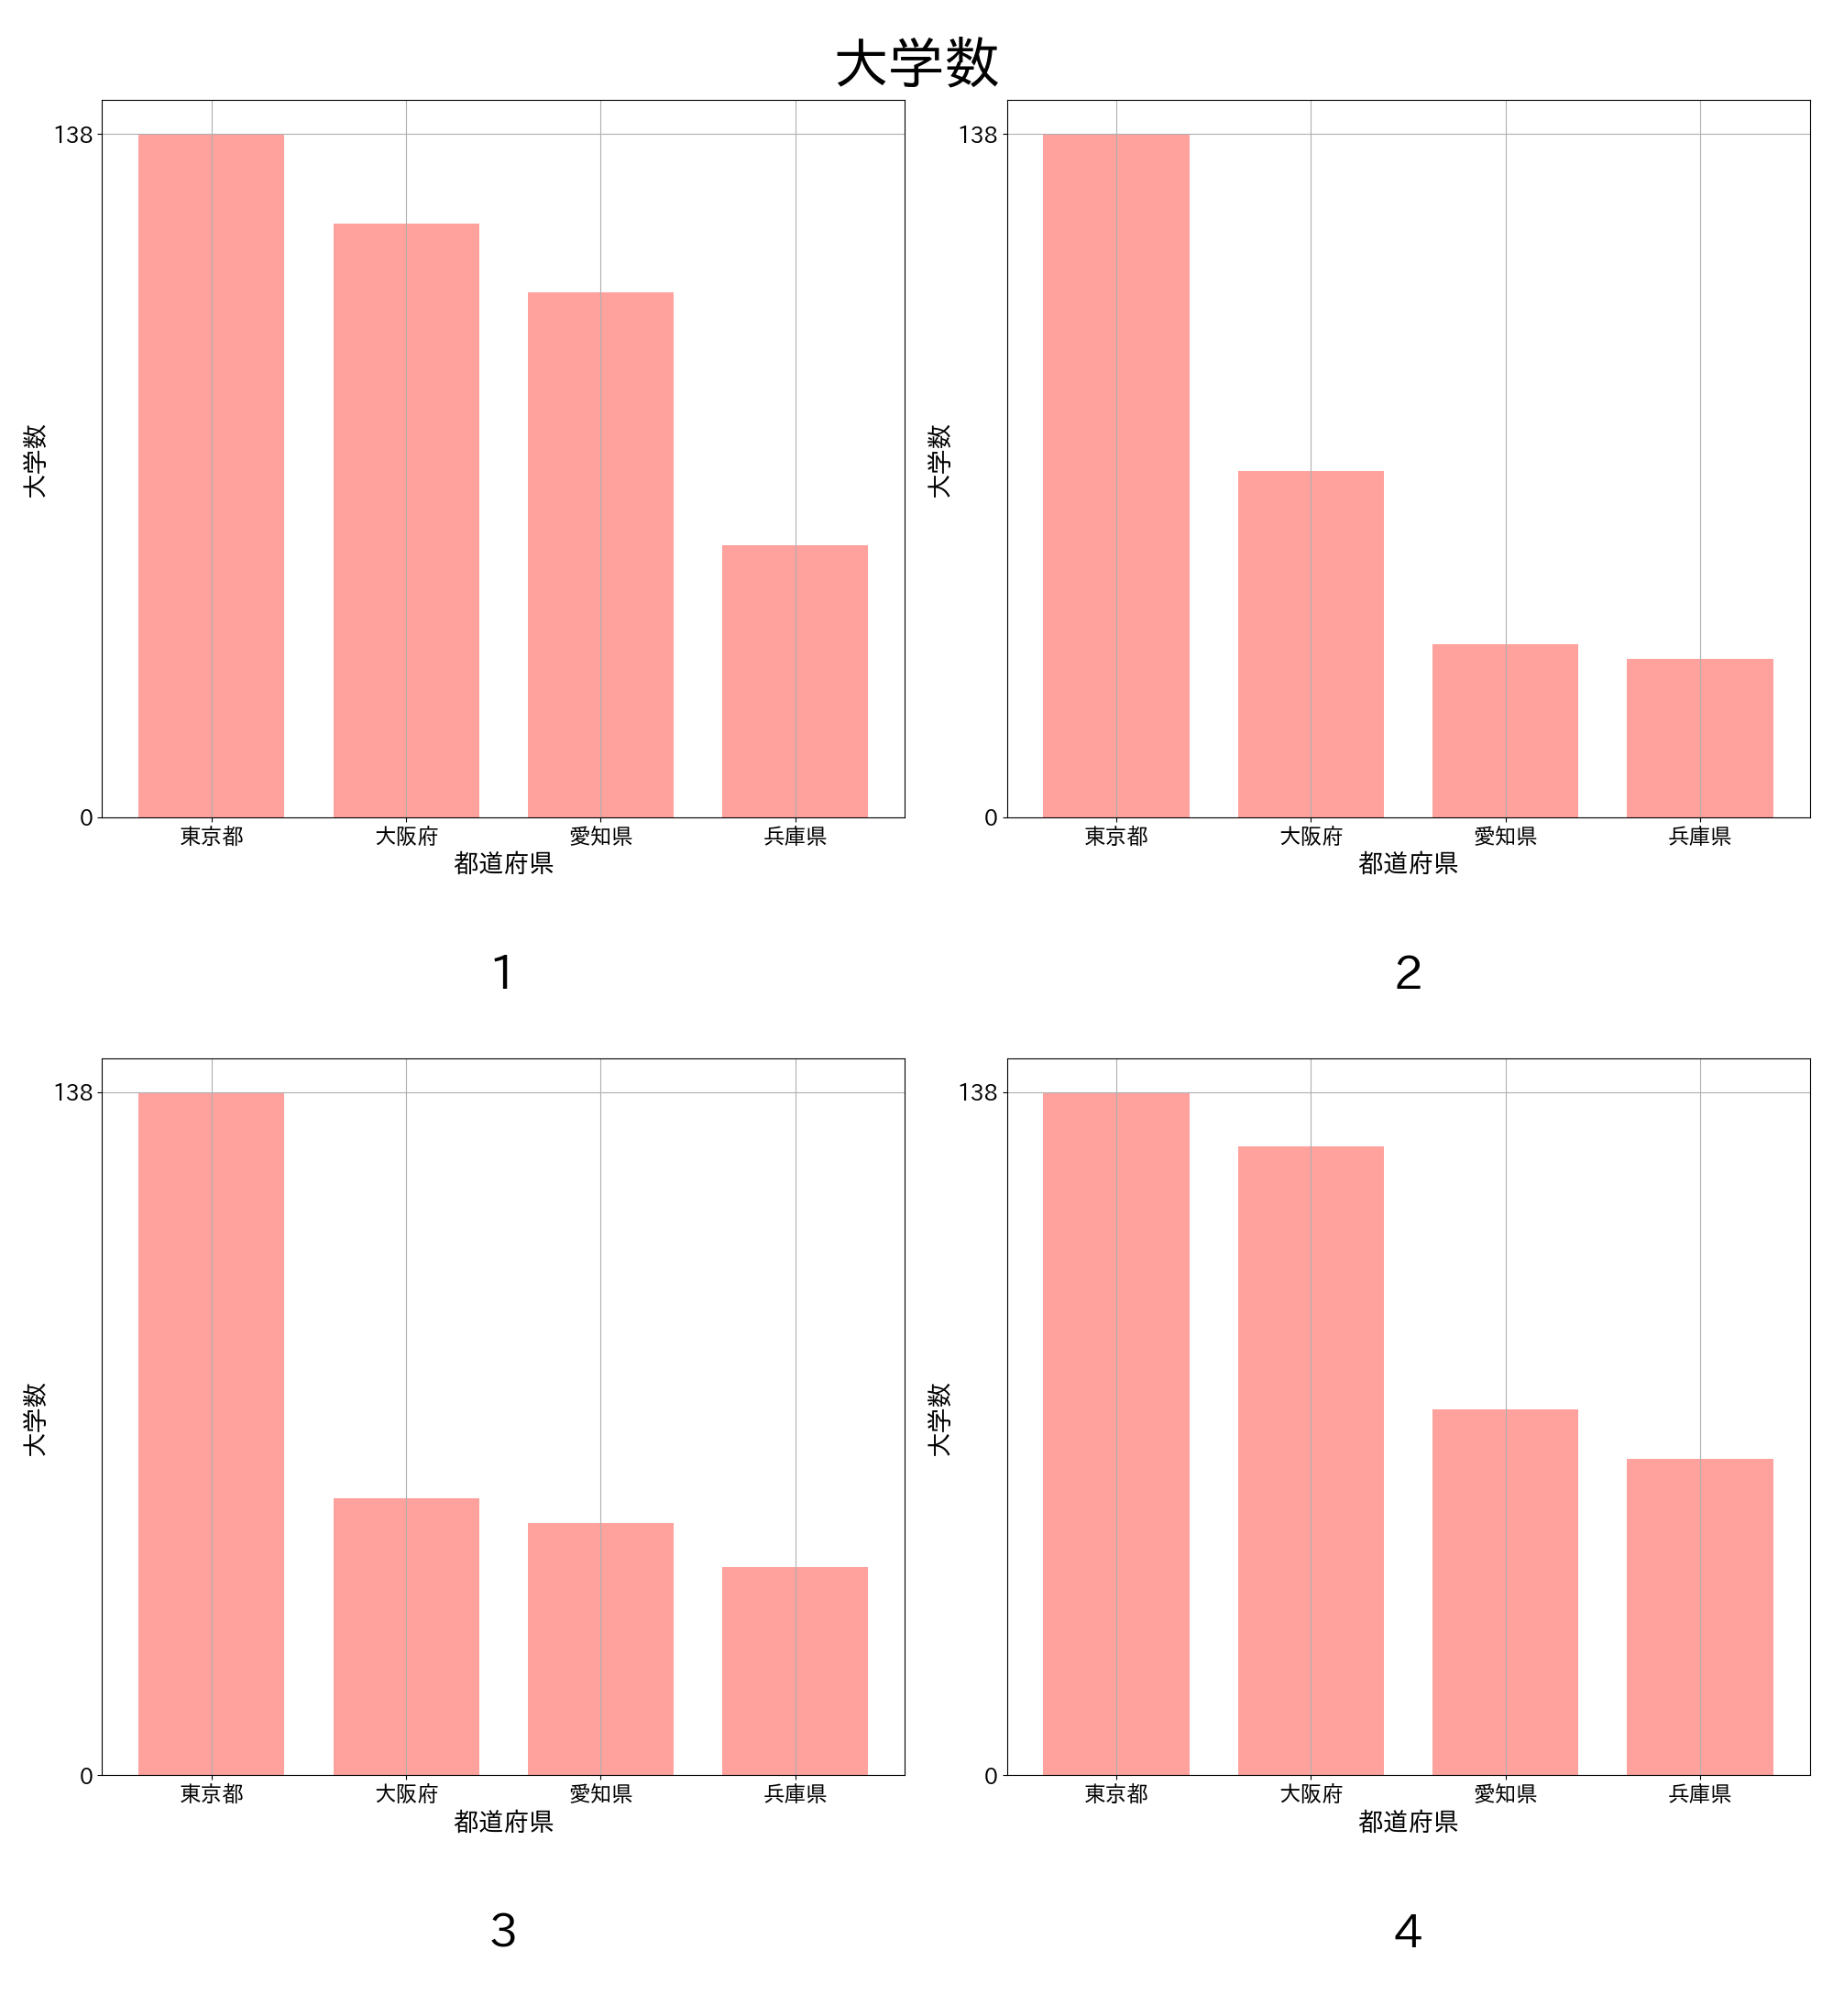 大学数
138
0
大学数
東京都 大阪府 愛知県 兵庫県
都道府県
1
138
0
大学数
東京都 大阪府 愛知県 兵庫県
都道府県
2
138
0
大学数
東京都 大阪府 愛知県 兵庫県
都道府県
3
138
0
大学数
東京都 大阪府 愛知県 兵庫県
都道府県
4